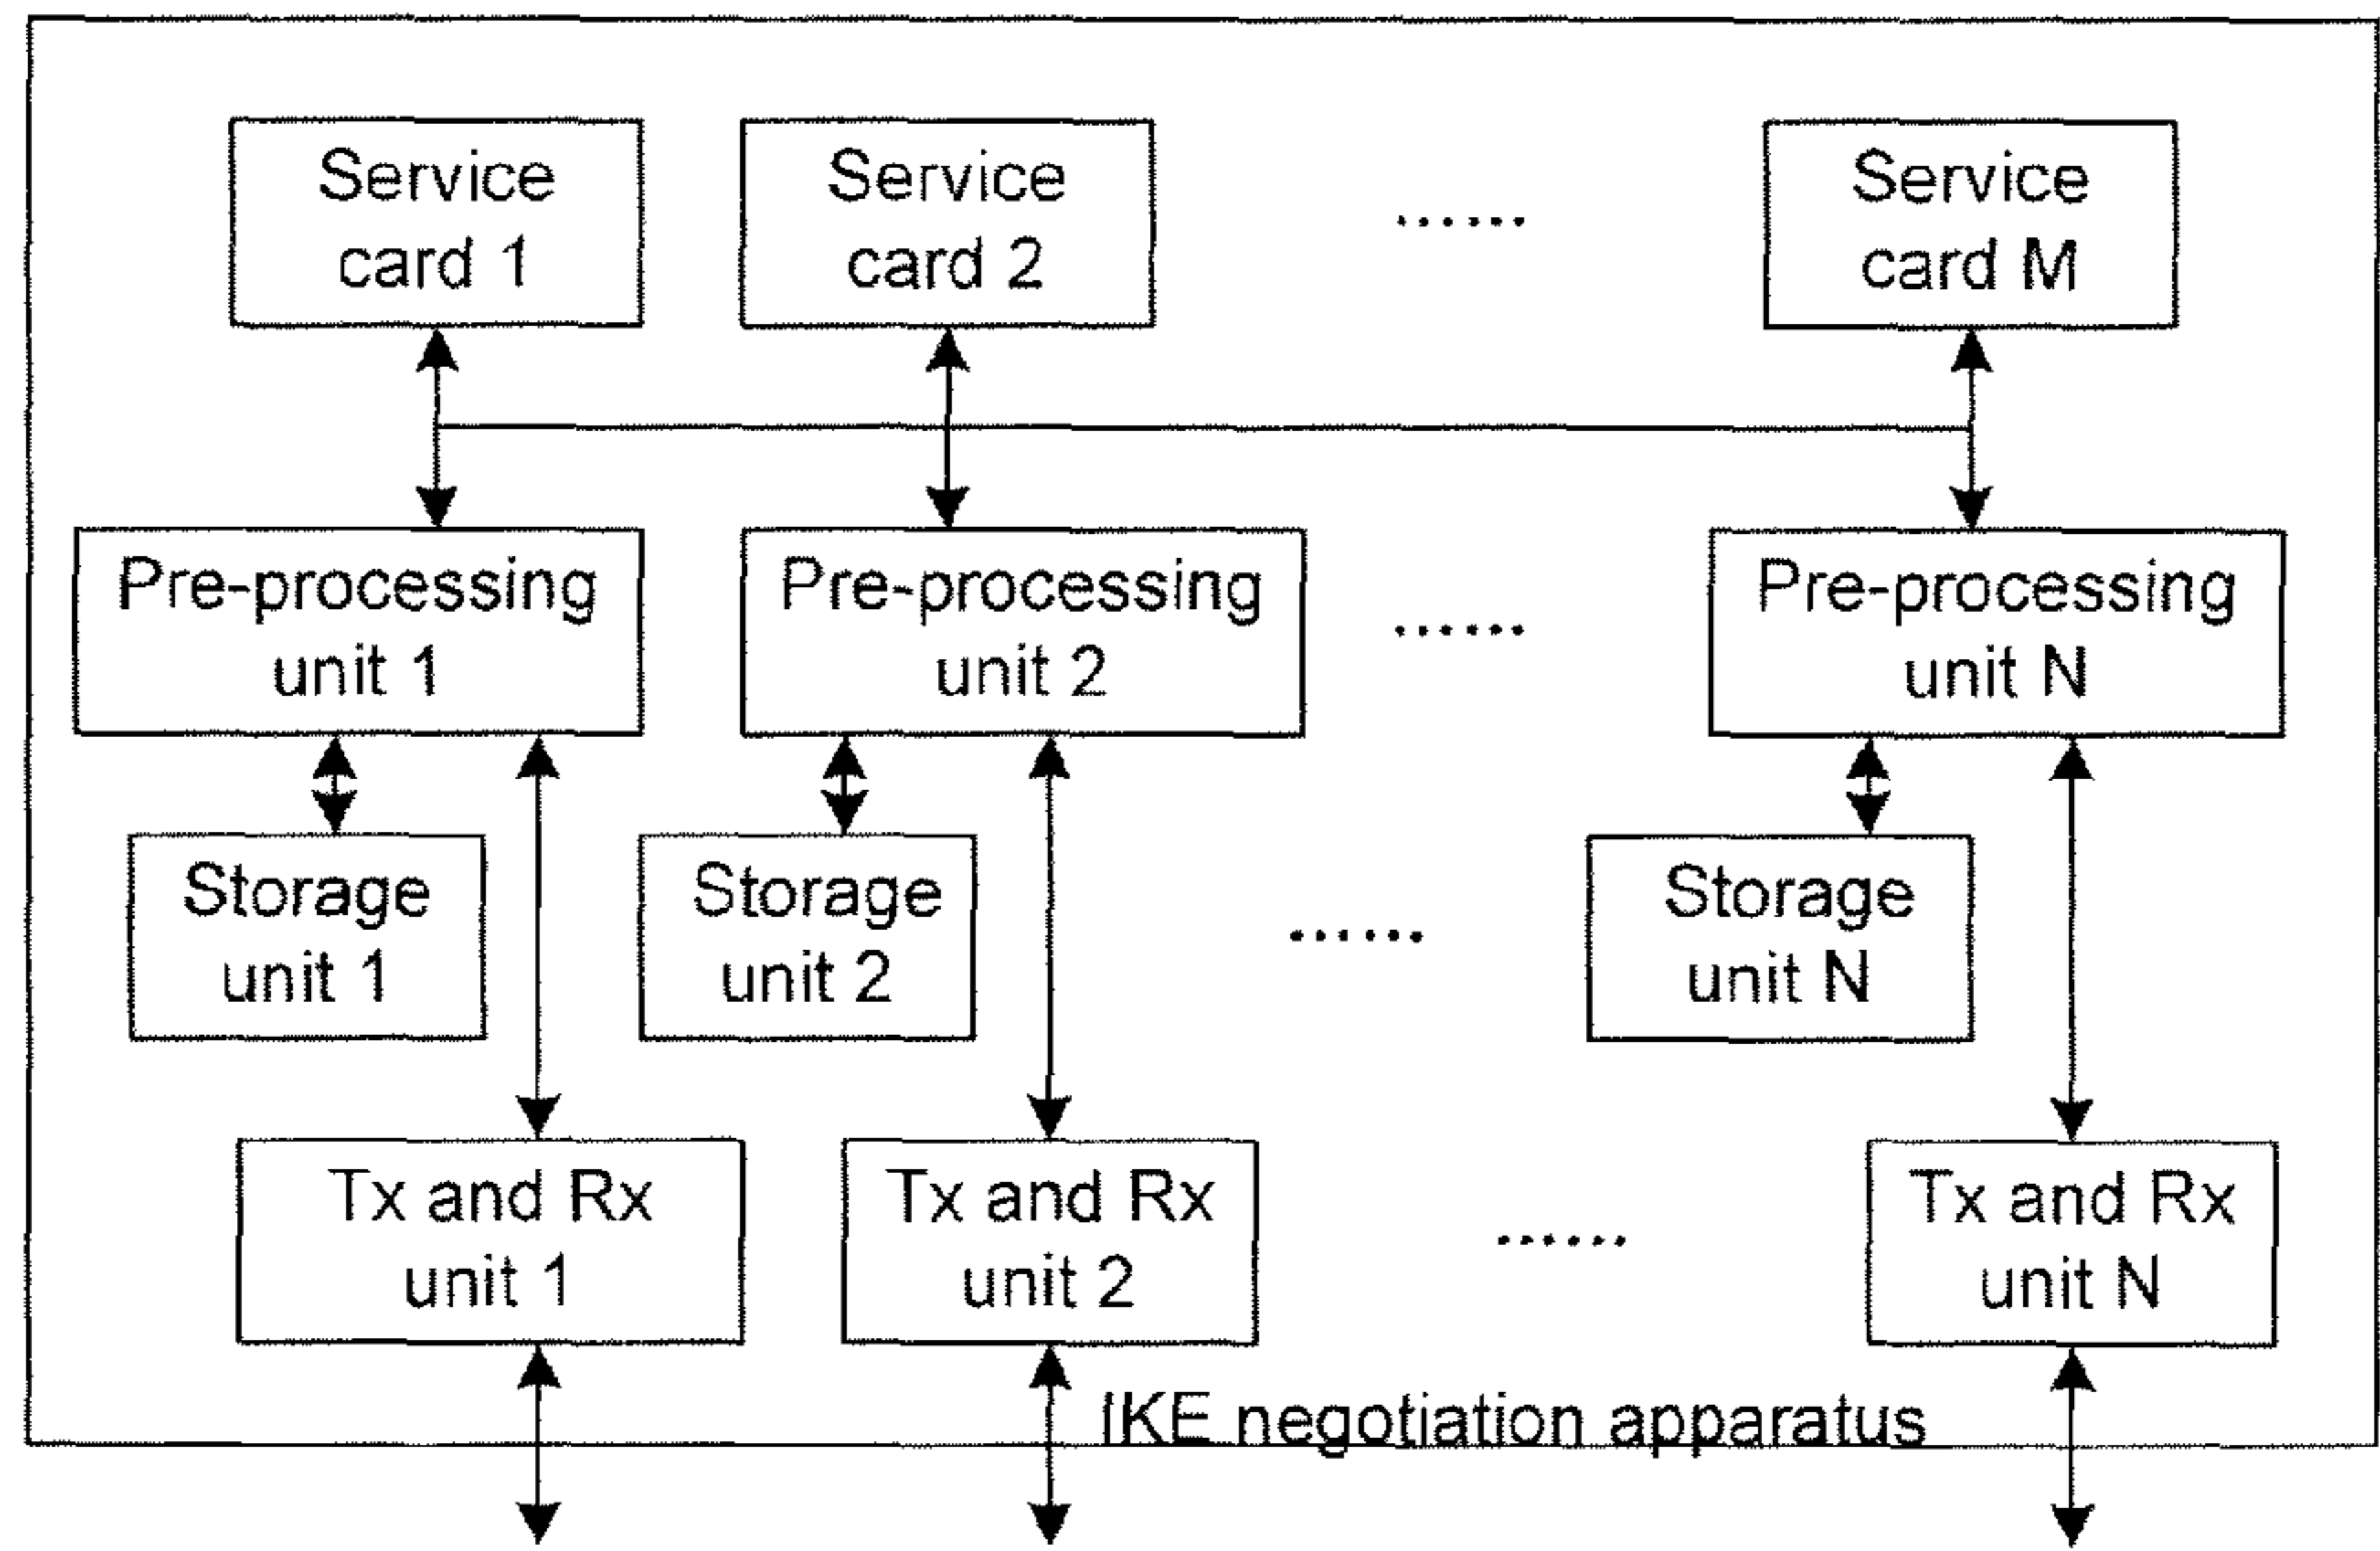 Service
card 1
Service
card 2
......
Service
card M
Pre-processing
unit 1
Pre-processing
unit 2
......
Pre-processing
unit N
Storage
unit 1
Storage
unit 2
......
Storage
unit N
Tx and Rx
unit 1
Tx and Rx
unit 2
......
Tx and Rx
unit N
IKE negotiation apparatus